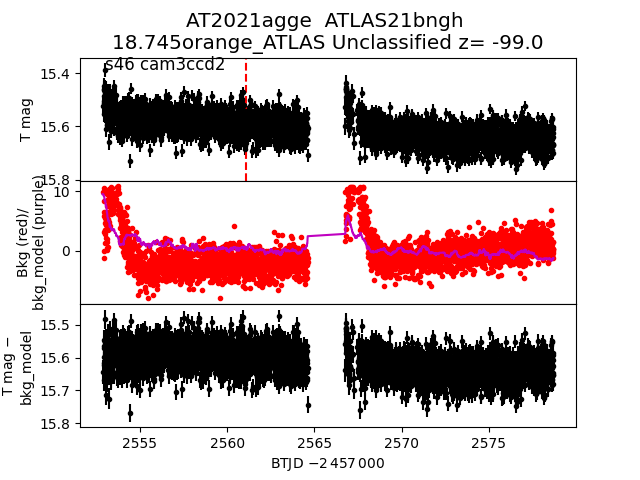 AT2021agge  ATLAS21bngh
18.745orange_ATLAS Unclassified z= -99.0
s46 cam3ccd2
15.4
15.6
15.8
T mag
10
0
Bkg (red)/
bkg_model (purple)
15.5
15.6
15.7
15.8
T mag −
bkg_model
2555
2560
2565
2570
2575
BTJD −2 457 000